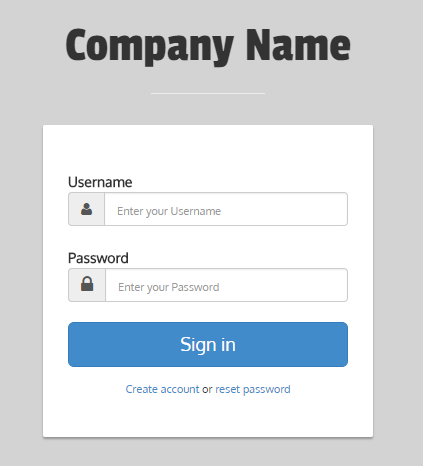 Company Name
Username
Enter your Username
Password
Enter your Password
Sign in
Create account or reset password